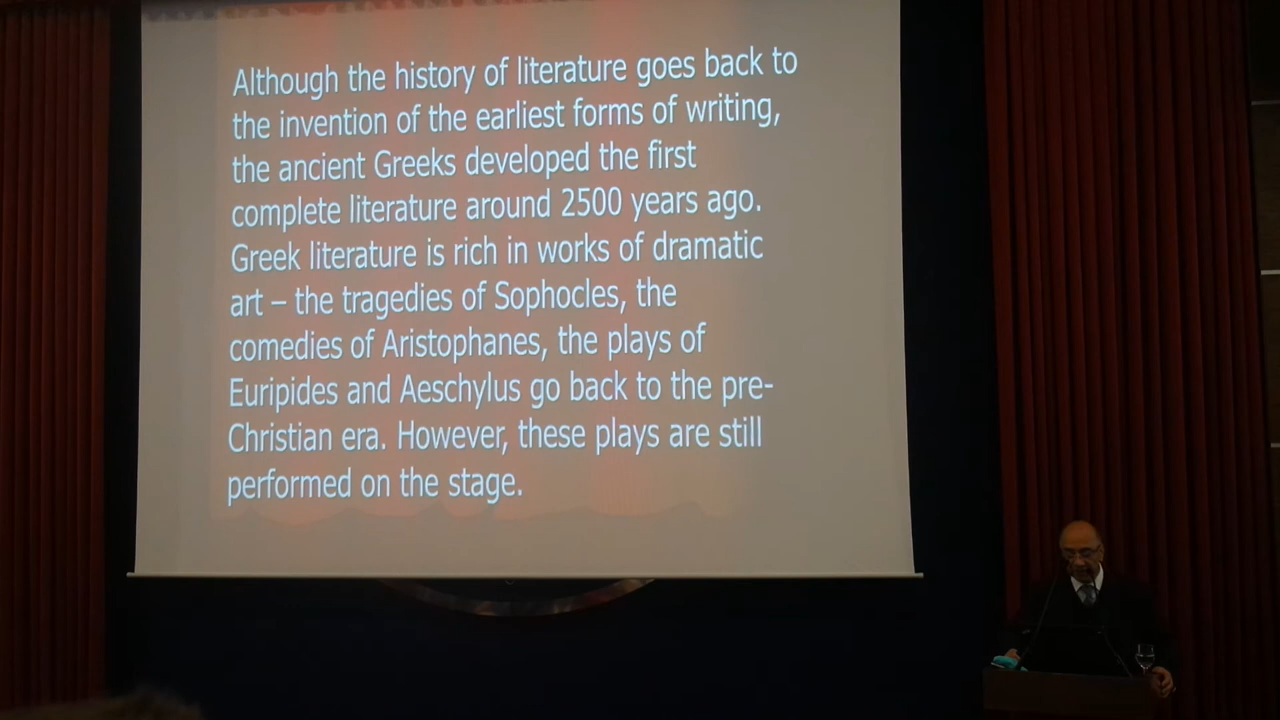 Although the history of literature goes back to
the invention of the earliest forms of writing,
the ancient Greeks developed the first
complete literature around 2500 years ago.
Greek literature is rich in works of dramatic
art – the tragedies of Sophocles, the
comedies of Aristophanes, the plays of
Euripides and Aeschylus go back to the pre-
Christian era. However, these plays are still
performed on the stage.